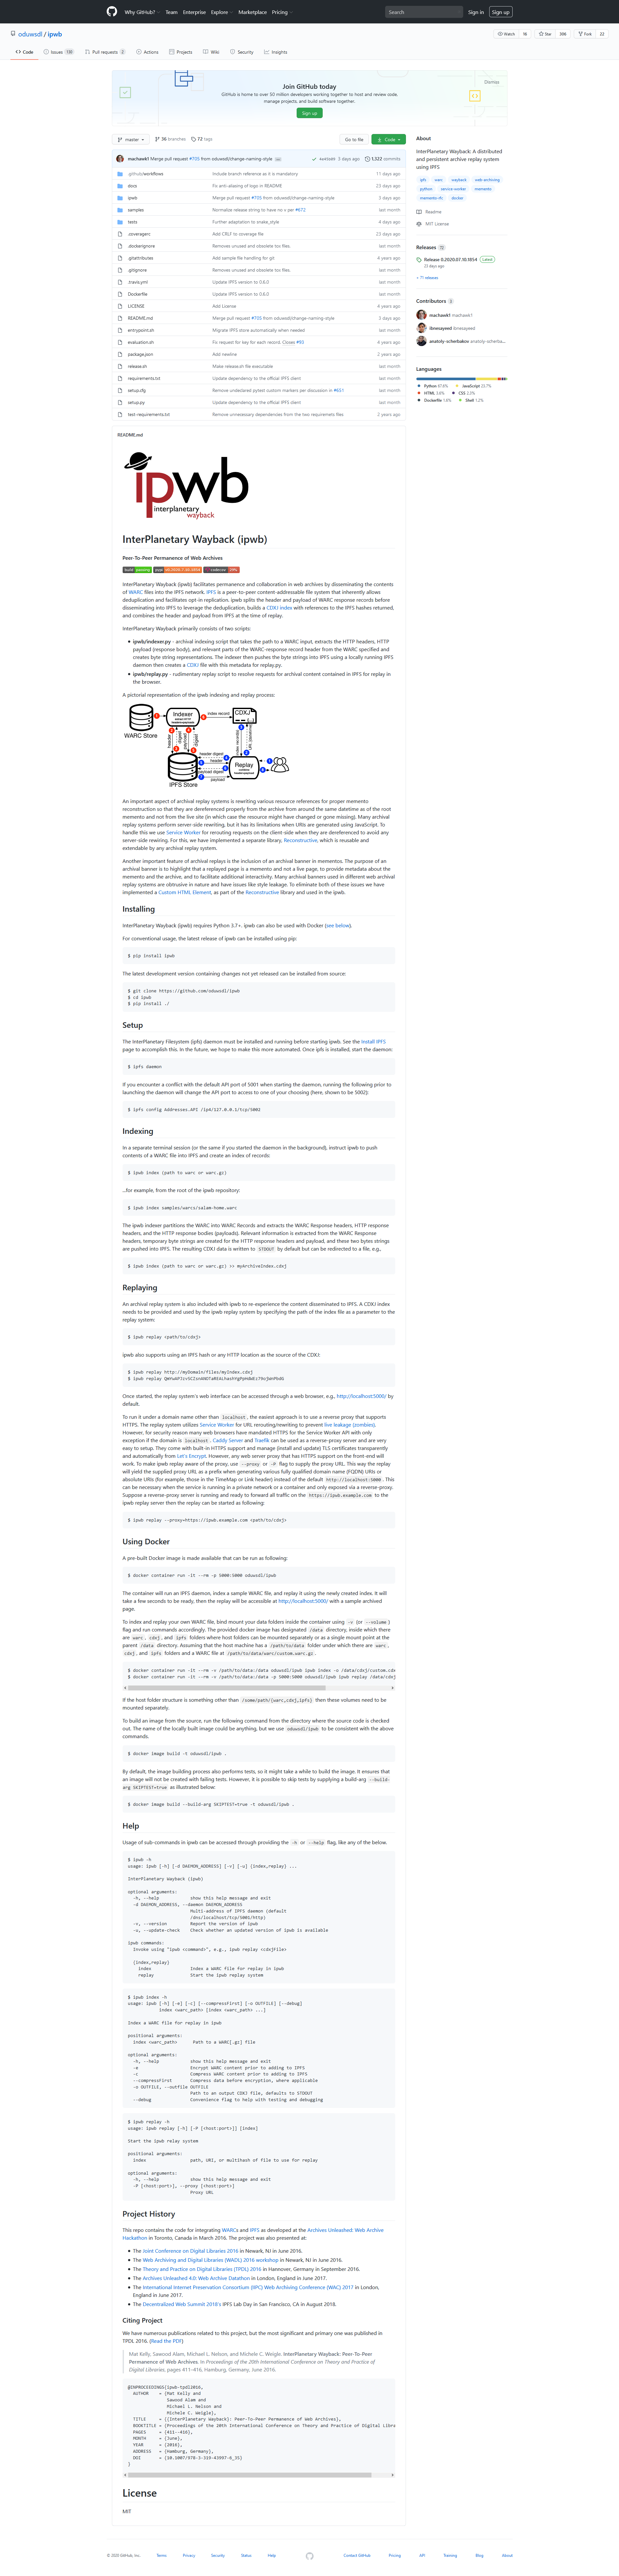 Why GitHub? Team Enterprise Explore Marketplace Pricing Search Sign in Sign up
oduwsdl / ipwb
Watch 18 Star 396 Fork 22
Code Issues 130 Pull requests 2 Actions Projects Wiki Security Insights
Dismiss
Join GitHub today
GitHub is home to over 50 million developers working together to host and review code,
manage projects, and build software together.
Sign up
master 36 branches 72 tags Go to file Code
machawk1 Merge pull request #705 from oduwsdl/change-naming-style 3 days ago 1,322 commits
.github/workflows Include branch reference as it is mandatory 11 days ago
docs Fix anti-aliasing of logo in README 23 days ago
ipwb Merge pull request #705 from oduwsdl/change-naming-style 3 days ago
samples Normalize release string to have no v per #672 last month
tests Further adaptation to snake_style 4 days ago
.coveragerc Add CRLF to coverage file 23 days ago
.dockerignore Removes unused and obsolete toc files. last month
.gitattributes Add sample file handling for git 4 years ago
.gitignore Removes unused and obsolete toc files. last month
.travis.yml Update IPFS version to 0.6.0 last month
Dockerfile Update IPFS version to 0.6.0 last month
LICENSE Add License 4 years ago
README.md Merge pull request #705 from oduwsdl/change-naming-style 3 days ago
entrypoint.sh Migrate IPFS store automatically when needed last month
evaluation.sh Fix request for key for each record. Closes #93 4 years ago
package.json Add newline 2 years ago
release.sh Make release.sh file executable last month
requirements.txt Update dependency to the official IPFS client last month
setup.cfg Remove undeclared pytest custom markers per discussion in #651 last month
setup.py Update dependency to the official IPFS client last month
test-requirements.txt Remove unnecessary dependencies from the two requiremets files 2 years ago
About
InterPlanetary Wayback: A distributed
and persistent archive replay system
using IPFS
ipfs warc wayback web-archiving
python service-worker memento
memento-rfc docker
Readme
MIT License
Releases 72
Release 0.2020.07.10.1854 Latest
23 days ago
+ 71 releases
Contributors 3
machawk1 machawk1
ibnesayeed ibnesayeed
anatoly-scherbakov anatoly-scherba...
Languages
Python JavaScript
HTML CSS
Dockerfile Shell
README.md
ipwb
interplanetary
wayback
InterPlanetary Wayback (ipwb)
Peer-To-Peer Permanence of Web Archives
InterPlanetary Wayback (ipwb) facilitates permanence and collaboration in web archives by disseminating the contents
of WARC files into the IPFS network. IPFS is a peer-to-peer content-addressable file system that inherently allows
deduplication and facilitates opt-in replication. ipwb splits the header and payload of WARC response records before
disseminating into IPFS to leverage the deduplication, builds a CDXJ index with references to the IPFS hashes returned,
and combines the header and payload from IPFS at the time of replay.
InterPlanetary Wayback primarily consists of two scripts:
ipwb/indexer.py - archival indexing script that takes the path to a WARC input, extracts the HTTP headers, HTTP
payload (response body), and relevant parts of the WARC-response record header from the WARC specified and
creates byte string representations. The indexer then pushes the byte strings into IPFS using a locally running IPFS
daemon then creates a CDXJ file with this metadata for replay.py.
ipwb/replay.py - rudimentary replay script to resolve requests for archival content contained in IPFS for replay in
the browser.
A pictorial representation of the ipwb indexing and replay process:
WARC Store
Indexer
Replay
IPFS Store
An important aspect of archival replay systems is rewriting various resource references for proper memento
reconstruction so that they are dereferenced properly from the archive from around the same datetime as of the root
memento and not from the live site (in which case the resource might have changed or gone missing). Many archival
replay systems perform server-side rewriting, but it has its limitations when URIs are generated using JavaScript. To
handle this we use Service Worker for rerouting requests on the client-side when they are dereferenced to avoid any
server-side rewriting. For this, we have implemented a separate library, Reconstructive, which is reusable and
extendable by any archival replay system.
Another important feature of archival replays is the inclusion of an archival banner in mementos. The purpose of an
archival banner is to highlight that a replayed page is a memento and not a live page, to provide metadata about the
memento and the archive, and to facilitate additional interactivity. Many archival banners used in different archival
replay systems are obtrusive in nature and have issues like style leakage. To eliminate both of these issues we have
implemented a Custom HTML Element, as part of the Reconstructive library and used in the ipwb.
Installing
InterPlanetary Wayback (ipwb) requires Python 3.7+. ipwb can also be used with Docker (see below).
For conventional usage, the latest release of ipwb can be installed using pip:
$ pip install ipwb
The latest development version containing changes not yet released can be installed from source:
$ git clone https://github.com/oduwsdl/ipwb
$ cd ipwb
$ pip install ./
Setup
The InterPlanetary Filesystem (ipfs) daemon must be installed and running before starting ipwb. See the Install IPFS
page to accomplish this. In the future, we hope to make this more automated. Once ipfs is installed, start the daemon:
$ ipfs daemon
If you encounter a conflict with the default API port of 5001 when starting the daemon, running the following prior to
launching the daemon will change the API port to access to one of your choosing (here, shown to be 5002):
$ ipfs config Addresses.API /ip4/127.0.0.1/tcp/5002
Indexing
In a separate terminal session (or the same if you started the daemon in the background), instruct ipwb to push
contents of a WARC file into IPFS and create an index of records:
$ ipwb index (path to warc or warc.gz)
...for example, from the root of the ipwb repository:
$ ipwb index samples/warcs/salam-home.warc
The ipwb indexer partitions the WARC into WARC Records and extracts the WARC Response headers, HTTP response
headers, and the HTTP response bodies (payloads). Relevant information is extracted from the WARC Response
headers, temporary byte strings are created for the HTTP response headers and payload, and these two bytes strings
are pushed into IPFS. The resulting CDXJ data is written to STDOUT by default but can be redirected to a file, e.g.,
$ ipwb index (path to warc or warc.gz) >> myArchiveIndex.cdxj
Replaying
An archival replay system is also included with ipwb to re-experience the content disseminated to IPFS. A CDXJ index
needs to be provided and used by the ipwb replay system by specifying the path of the index file as a parameter to the
replay system:
$ ipwb replay <path/to/cdxj>
ipwb also supports using an IPFS hash or any HTTP location as the source of the CDXJ:
$ ipwb replay http://myDomain/files/myIndex.cdxj
Once started, the replay system's web interface can be accessed through a web browser, e.g., http://localhost:5000/ by
default.
To run it under a domain name other than localhost, the easiest approach is to use a reverse proxy that supports
HTTPS. The replay system utilizes Service Worker for URL rerouting/rewriting to prevent live leakage (zombies).
However, for security reason many web browsers have mandated HTTPS for the Service Worker API with only
exception if the domain is localhost. Caddy Server and Traefik can be used as a reverse-proxy server and are very
easy to setup. They come with built-in HTTPS support and manage (install and update) TLS certificates transparently
and automatically from Let's Encrypt. However, any web server proxy that has HTTPS support on the front-end will
work. To make ipwb replay aware of the proxy, use --proxy or -P flag to supply the proxy URL. This way the replay
will yield the supplied proxy URL as a prefix when generating various fully qualified domain name (FQDN) URIs or
absolute URIs (for example, those in the TimeMap or Link header) instead of the default http://localhost:5000. This
can be necessary when the service is running in a private network or a container and only exposed via a reverse-proxy.
Suppose a reverse-proxy server is running and ready to forward all traffic on the https://ipwb.example.com to the
ipwb replay server then the replay can be started as following:
$ ipwb replay --proxy=https://ipwb.example.com <path/to/cdxj>
Using Docker
A pre-built Docker image is made available that can be run as following:
$ docker container run -it --rm -p 5000:5000 oduwsdl/ipwb
The container will run an IPFS daemon, index a sample WARC file, and replay it using the newly created index. It will
take a few seconds to be ready, then the replay will be accessible at http://localhost:5000/ with a sample archived
page.
To index and replay your own WARC file, bind mount your data folders inside the container using -v (or --volume)
flag and run commands accordingly. The provided docker image has designated /data directory, inside which there
are warc, cdxj, and ipfs folders where host folders can be mounted separately or as a single mount point at the
parent /data directory. Assuming that the host machine has a /path/to/data folder under which there are warc,
cdxj, and ipfs folders and a WARC file at /path/to/data/warc/custom.warc.gz.
$ docker container run -it --rm -v /path/to/data:/data oduwsdl/ipwb ipwb index -o /data/cdxj/custom.cdx
$ docker container run -it --rm -v /path/to/data:/data -p 5000:5000 oduwsdl/ipwb ipwb replay /data/cdxj
If the host folder structure is something other than /some/path/{warc,cdxj,ipfs} then these volumes need to be
mounted separately.
To build an image from the source, run the following command from the directory where the source code is checked
out. The name of the locally built image could be anything, but we use oduwsdl/ipwb to be consistent with the above
commands.
$ docker image build -t oduwsdl/ipwb .
By default, the image building process also performs tests, so it might take a while to build the image. It ensures that
an image will not be created with failing tests. However, it is possible to skip tests by supplying a build-arg --build-
arg SKIPTEST=true as illustrated below:
$ docker image build --build-arg SKIPTEST=true -t oduwsdl/ipwb .
Help
Usage of sub-commands in ipwb can be accessed through providing the -h or --help flag, like any of the below.
$ ipwb -h
usage: ipwb [-h] [-d DAEMON_ADDRESS] [-v] [-u] {index,replay} ...
InterPlanetary Wayback (ipwb)
optional arguments:
-h, --help show this help message and exit
-d DAEMON_ADDRESS, --daemon DAEMON_ADDRESS
Multi-address of IPFS daemon (default
/dns/localhost/tcp/5001/http)
-v, --version Report the version of ipwb
-u, --update-check Check whether an updated version of ipwb is available
ipwb commands:
Invoke using "ipwb <command>", e.g., ipwb replay <cdxjFile>
{index,replay}
index Index a WARC file for replay in ipwb
replay Start the ipwb replay system
$ ipwb index -h
usage: ipwb [-h] [-e] [-c] [--compressFirst] [-o OUTFILE] [--debug]
index <warc_path> [index <warc_path> ...]
Index a WARC file for replay in ipwb
positional arguments:
index <warc_path> Path to a WARC[.gz] file
optional arguments:
-h, --help show this help message and exit
-e Encrypt WARC content prior to adding to IPFS
-c Compress WARC content prior to adding to IPFS
--compressFirst Compress data before encryption, where applicable
-o OUTFILE, --outfile OUTFILE
Path to an output CDXJ file, defaults to STDOUT
--debug Convenience flag to help with testing and debugging
$ ipwb replay -h
usage: ipwb replay [-h] [-P [<host:port>]] [index]
Start the ipwb relay system
positional arguments:
index path, URI, or multihash of file to use for replay
optional arguments:
-h, --help show this help message and exit
-P [<host:port>], --proxy [<host:port>]
Proxy URL
Project History
This repo contains the code for integrating WARCs and IPFS as developed at the Archives Unleashed: Web Archive
Hackathon in Toronto, Canada in March 2016. The project was also presented at:
The Joint Conference on Digital Libraries 2016 in Newark, NJ in June 2016.
The Web Archiving and Digital Libraries (WADL) 2016 workshop in Newark, NJ in June 2016.
The Theory and Practice on Digital Libraries (TPDL) 2016 in Hannover, Germany in September 2016.
The Archives Unleashed 4.0: Web Archive Datathon in London, England in June 2017.
The International Internet Preservation Consortium (IIPC) Web Archiving Conference (WAC) 2017 in London,
England in June 2017.
The Decentralized Web Summit 2018's IPFS Lab Day in San Francisco, CA in August 2018.
Citing Project
We have numerous publications related to this project, but the most significant and primary one was published in
TPDL 2016. (Read the PDF)
Mat Kelly, Sawood Alam, Michael L. Nelson, and Michele C. Weigle. InterPlanetary Wayback: Peer-To-Peer
Permanence of Web Archives. In Proceedings of the 20th International Conference on Theory and Practice of
Digital Libraries, pages 411–416, Hamburg, Germany, June 2016.
@INPROCEEDINGS{ipwb-tpdl2016,
AUTHOR = {Mat Kelly and
Sawood Alam and
Michael L. Nelson and
Michele C. Weigle},
TITLE = {{InterPlanetary Wayback}: Peer-To-Peer Permanence of Web Archives},
BOOKTITLE = {Proceedings of the 20th International Conference on Theory and Practice of Digital Librar
PAGES = {411--416},
MONTH = {June},
YEAR = {2016},
ADDRESS = {Hamburg, Germany},
DOI = {10.1007/978-3-319-43997-6_35}
}
License
MIT
© 2020 GitHub, Inc. Terms Privacy Security Status Help Contact GitHub Pricing API Training Blog About